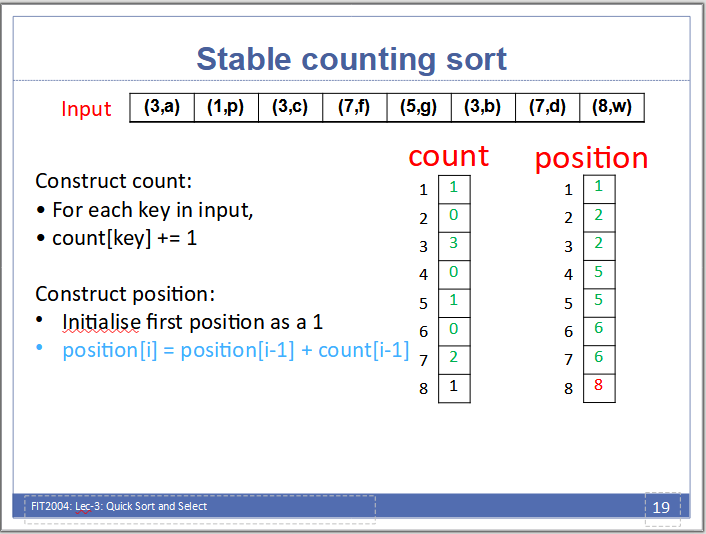 Stable counting sort
Input (3,a) (1,p) (3,c) (7,f) (5,g) (3,b) (7,d) (8,w)
count position
Construct count:
• For each key in input,
• count[key] += 1
Construct position:
• Initialise first position as a 1
• position[i] = position[i-1] + count[i-1]
1 1
2 0
3 3
4 0
5 1
6 0
7 2
8 1
1 1
2 2
3 2
4 5
5 5
6 6
7 6
8 8
FIT2004: Lec-3: Quick Sort and Select
19